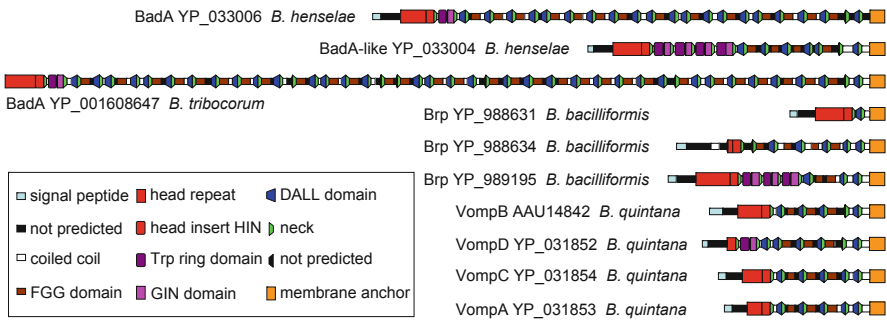 BadA YP_033006 B. henselae
BadA-like YP_033004 B. henselae
BadA YP_001608647 B. tribocorum
Brp YP_988631 B. bacilliformis
Brp YP_988634 B. bacilliformis
Brp YP_989195 B. bacilliformis
VompB AAU14842 B. quintana
VompD YP_031852 B. quintana
VompC YP_031854 B. quintana
VompA YP_031853 B. quintana
signal peptide head repeat DALL domain
not predicted head insert HIN neck
coiled coil Trp ring domain not predicted
FGG domain GIN domain membrane anchor